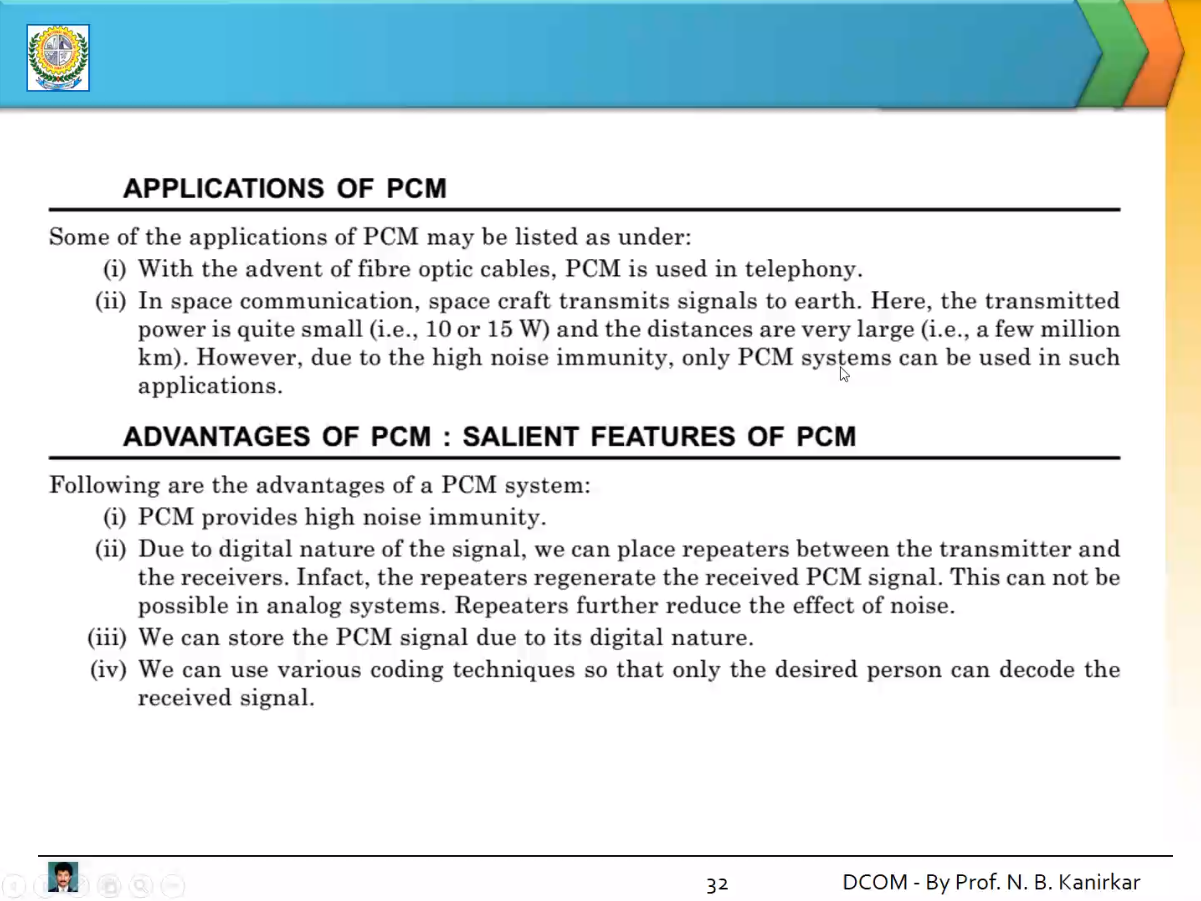 APPLICATIONS OF PCM
Some of the applications of PCM may be listed as under:
(i) With the advent of fibre optic cables, PCM is used in telephony.
(ii) In space communication, space craft transmits signals to earth. Here, the transmitted
power is quite small (i.e., 10 or 15 W) and the distances are very large (i.e., a few million
km). However, due to the high noise immunity, only PCM systems can be used in such
applications.
ADVANTAGES OF PCM : SALIENT FEATURES OF PCM
Following are the advantages of a PCM system:
(i) PCM provides high noise immunity.
(ii) Due to digital nature of the signal, we can place repeaters between the transmitter and
the receivers. Infact, the repeaters regenerate the received PCM signal. This can not be
possible in analog systems. Repeaters further reduce the effect of noise.
(iii) We can store the PCM signal due to its digital nature.
(iv) We can use various coding techniques so that only the desired person can decode the
received signal.
32
DCOM - By Prof. N. B. Kanirkar